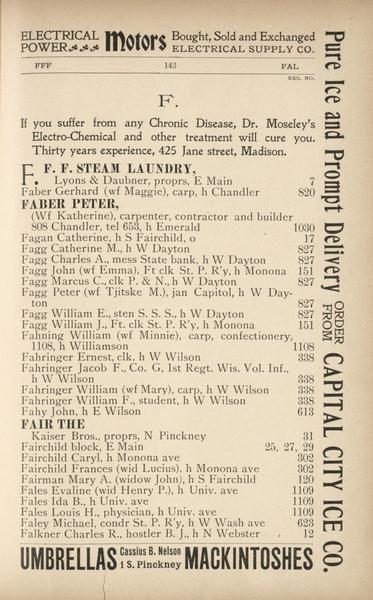 ELECTRICAL POWER Motors Bought, Sold and Exchanged
ELECTRICAL SUPPLY CO.
FFF 143 FAL
RES. NO.
F.
If you suffer from any Chronic Disease, Dr. Moseley's
Electro-Chemical and other treatment will cure you.
Thirty years experience, 425 Jane street, Madison.
F. F. F. STEAM LAUNDRY,
Lyons & Daubner, proprs, E Main 7
Faber Gerhard (wf Maggie), carp, h Chandler 820
FABER PETER,
(Wf Katherine), carpenter, contractor and builder
808 Chandler, tel 653, h Emerald 1030
Fagan Catherine, h S Fairchild, o 17
Fagg Catherine M., h W Dayton 827
Fagg Charles A., mess State bank, h W Dayton 827
Fagg John (wf Emma). Ft clk St. P. R'y, h Monona 151
Fagg Marcus C., clk P. & N., h W Dayton 827
Fagg Peter (wf Tjitske M.), jan Capitol, h W Day-
ton 827
Fagg William E., sten S. S. S., h W Dayton 827
Fagg William J., Ft. clk St. P. R'y, h Monona 151
Fahning William (wf Minnie), carp, confectionery,
1108, h Williamson 1108
Fahringer Ernest, clk, h W Wilson 338
Fahringer Jacob F., Co. G, 1st Regt. Wis. Vol. Inf.,
h W Wilson 338
Fahringer William (wf Mary), carp, h W Wilson 338
Fahringer William F., student, h W Wilson 338
Fahy John, h E Wilson 613
FAIR THE
Kaiser Bros., proprs, N Pinckney 31
Fairchild block, E Main 25, 27, 29
Fairchild Caryl, h Monona ave 302
Fairchild Frances (wid Lucius), h Monona ave 302
Fairman Mary A. (widow John), h S Fairchild 120
Fales Evaline (wid Henry P.), h Univ. ave 1109
Fales Ida B., h Univ. ave 1109
Fales Louis H., physician, h Univ. ave 1109
Faley Michael, condr St. P. R'y, h W Wash ave 623
Falkner Charles R., hostler B. J., h N Webster 12
UMBRELLAS Cassius B. Nelson
1 S. Pinckney MACKINTOSHES
Pure Ice and Prompt Delivery ORDER FROM CAPITAL CITY ICE CO.